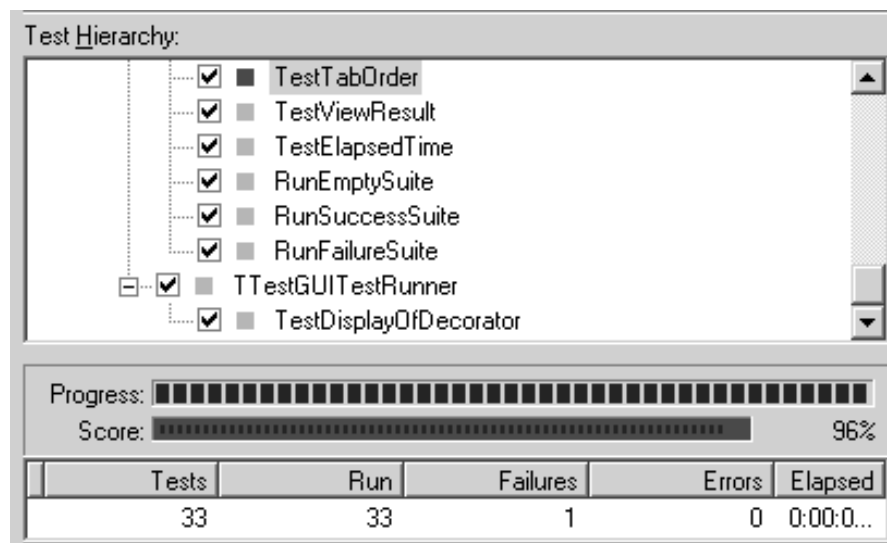 Test Hierarchy:
TestTabOrder
TestViewResult
TestElapsedTime
RunEmptySuite
RunSuccessSuite
RunFailureSuite
TTestGUITestRunner
TestDisplayOfDecorator
Progress:
Score: 96%
Tests Run Failures Errors Elapsed
33 33 1 0 0:00:0...